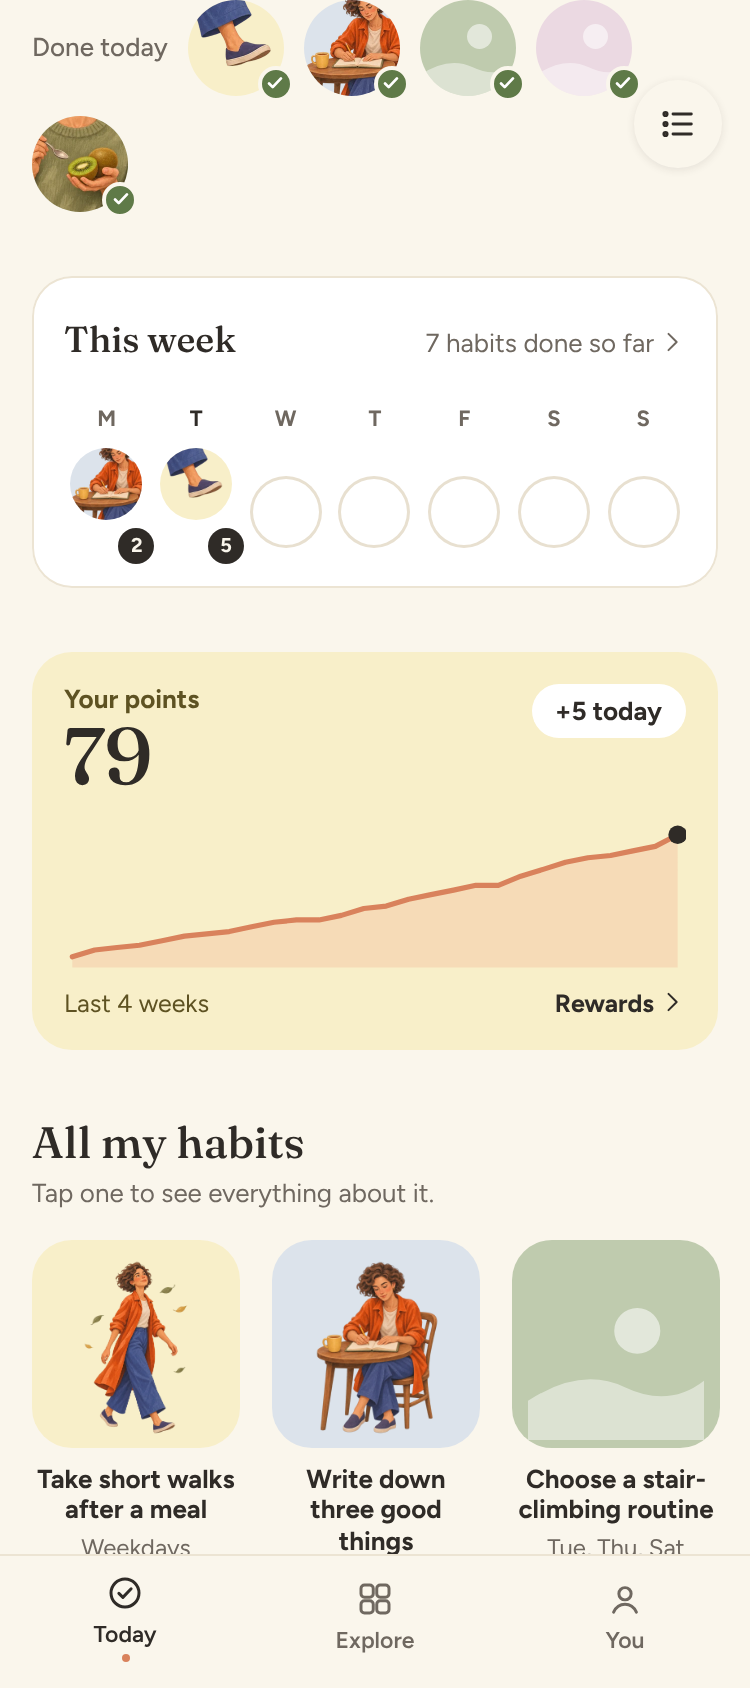 Done today
This week
7 habits done so far
M T W T F S S
2 5
Your points
+5 today
79
Last 4 weeks
Rewards
All my habits
Tap one to see everything about it.
Take short walks
after a meal
Weekdays
Write down
three good
things
Choose a stair-
climbing routine
Tue, Thu, Sat
Today
Explore
You